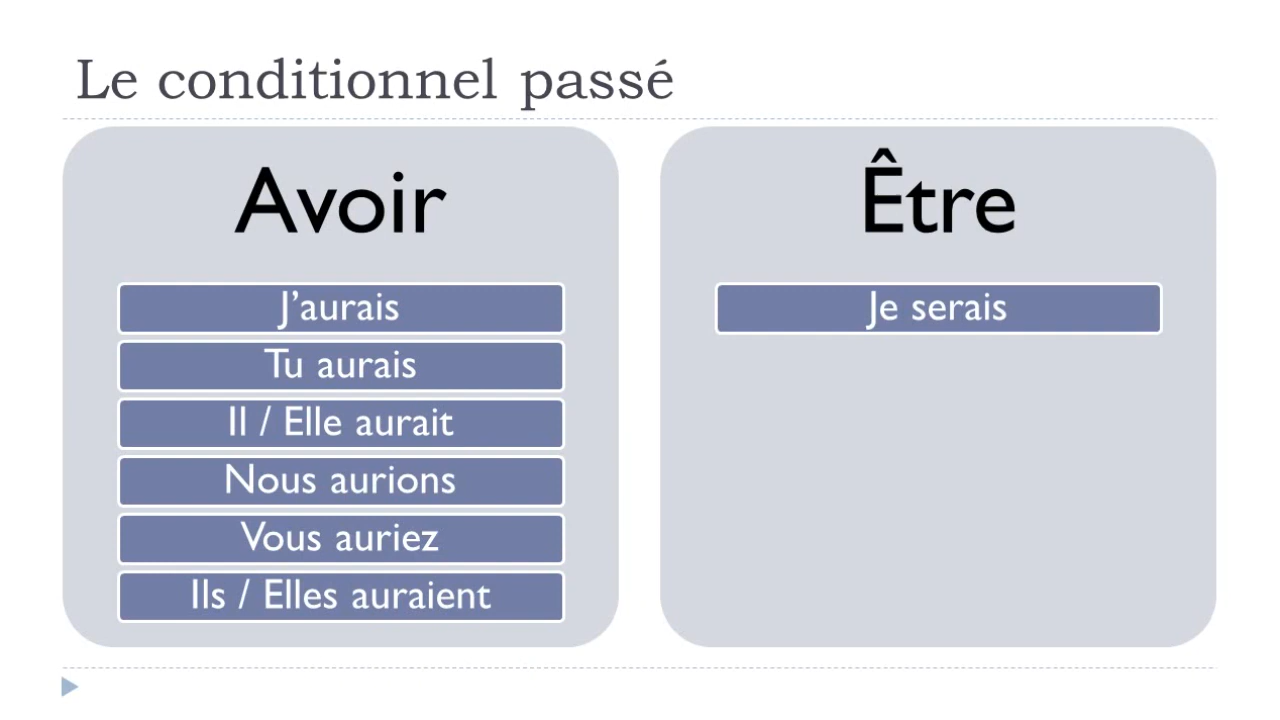 Le conditionnel passé
Avoir
J’aurais
Tu aurais
Il / Elle aurait
Nous aurions
Vous auriez
Ils / Elles auraient
Être
Je serais